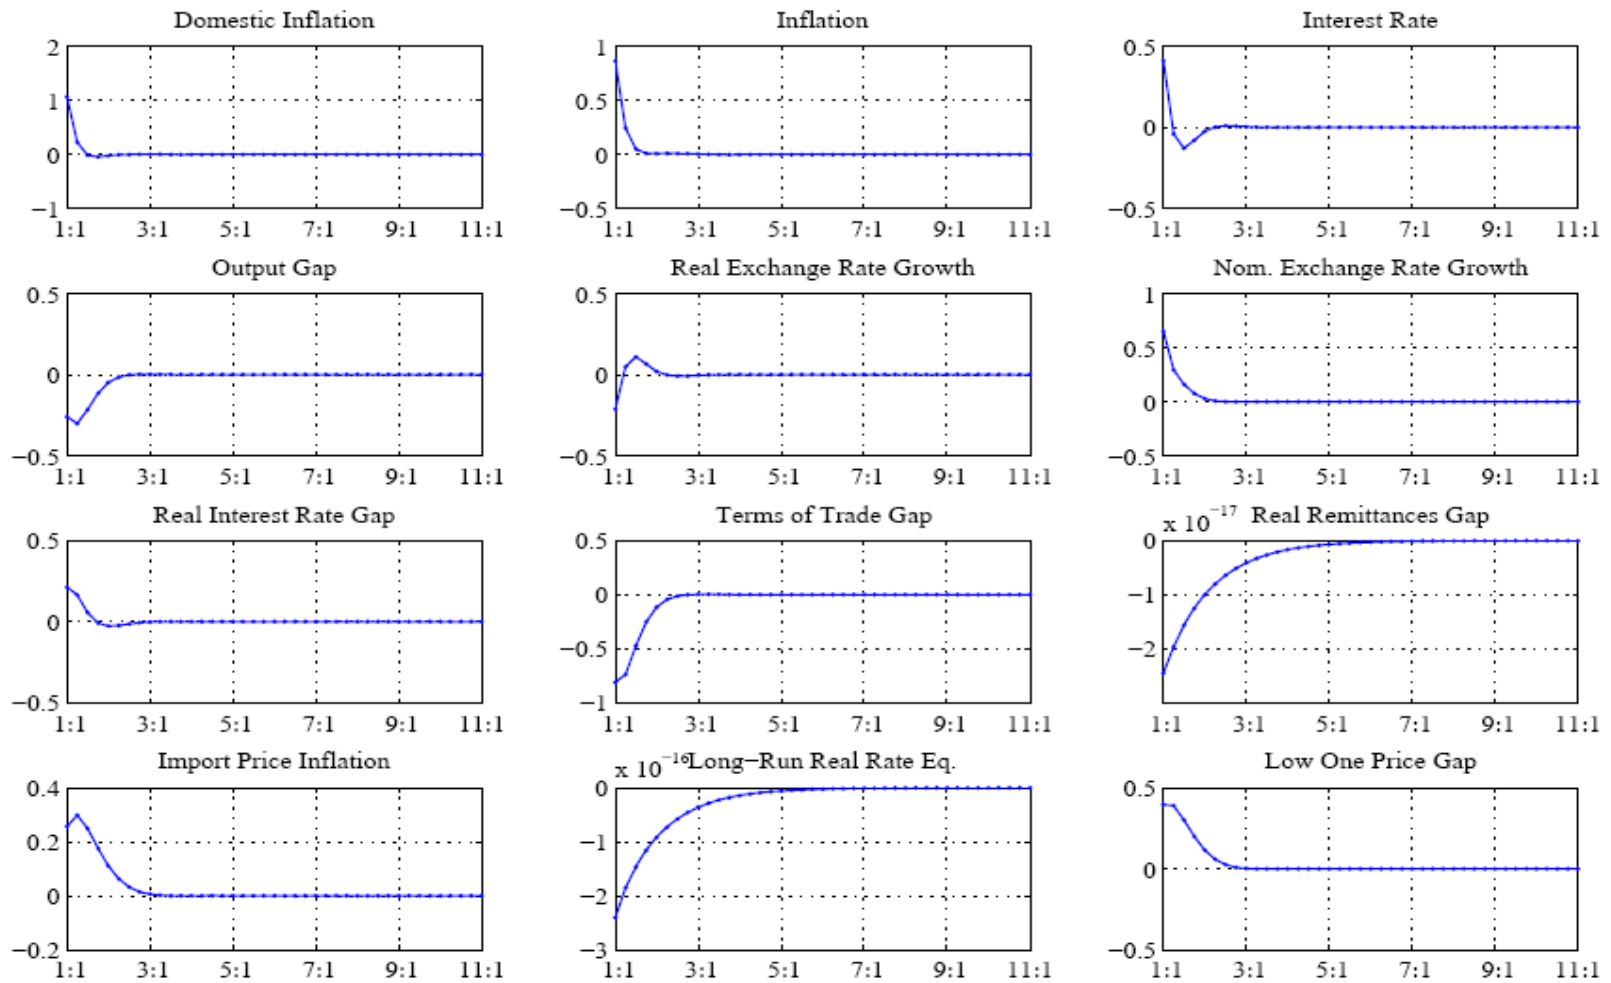 Domestic Inflation
2
1
0
−1
1:1 3:1 5:1 7:1 9:1 11:1
Inflation
1
0.5
0
−0.5
1:1 3:1 5:1 7:1 9:1 11:1
Interest Rate
0.5
0
−0.5
1:1 3:1 5:1 7:1 9:1 11:1
Output Gap
0.5
0
−0.5
1:1 3:1 5:1 7:1 9:1 11:1
Real Exchange Rate Growth
0.5
0
−0.5
1:1 3:1 5:1 7:1 9:1 11:1
Nom. Exchange Rate Growth
1
0.5
0
−0.5
1:1 3:1 5:1 7:1 9:1 11:1
Real Interest Rate Gap
0.5
0
−0.5
1:1 3:1 5:1 7:1 9:1 11:1
Terms of Trade Gap
0.5
0
−0.5
−1
1:1 3:1 5:1 7:1 9:1 11:1
x 10⁻¹⁷ Real Remittances Gap
0
−1
−2
1:1 3:1 5:1 7:1 9:1 11:1
Import Price Inflation
0.4
0.2
0
−0.2
1:1 3:1 5:1 7:1 9:1 11:1
x 10⁻¹⁶Long−Run Real Rate Eq.
0
−1
−2
−3
1:1 3:1 5:1 7:1 9:1 11:1
Low One Price Gap
0.5
0
−0.5
1:1 3:1 5:1 7:1 9:1 11:1